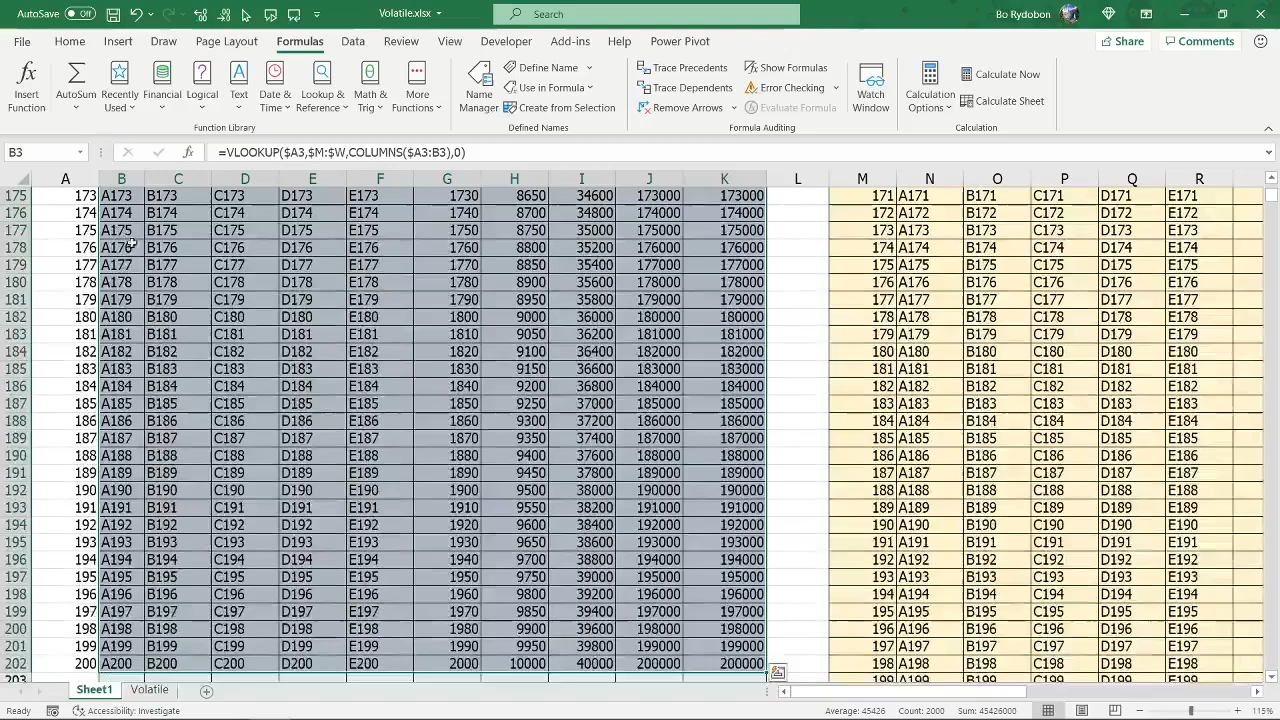 AutoSave Off Volatile.xlsx Search Bo Rydobon
File Home Insert Draw Page Layout Formulas Data Review View Developer Add-ins Help Power Pivot Share Comments
Insert Function AutoSum Recently Used Financial Logical Text Date & Time Lookup & Reference Math & Trig More Functions Name Manager Define Name Use in Formula Create from Selection Trace Precedents Trace Dependents Remove Arrows Show Formulas Error Checking Evaluate Formula Watch Window Calculation Options Calculate Now Calculate Sheet
Function Library Defined Names Formula Auditing Calculation
B3 fx =VLOOKUP($A3,$M:$W,COLUMNS($A3:B3),0)
A B C D E F G H I J K L M N O P Q R
175 173 A173 B173 C173 D173 E173 1730 8650 34600 173000 173000 171 A171 B171 C171 D171 E171
176 174 A174 B174 C174 D174 E174 1740 8700 34800 174000 174000 172 A172 B172 C172 D172 E172
177 175 A175 B175 C175 D175 E175 1750 8750 35000 175000 175000 173 A173 B173 C173 D173 E173
178 176 A176 B176 C176 D176 E176 1760 8800 35200 176000 176000 174 A174 B174 C174 D174 E174
179 177 A177 B177 C177 D177 E177 1770 8850 35400 177000 177000 175 A175 B175 C175 D175 E175
180 178 A178 B178 C178 D178 E178 1780 8900 35600 178000 178000 176 A176 B176 C176 D176 E176
181 179 A179 B179 C179 D179 E179 1790 8950 35800 179000 179000 177 A177 B177 C177 D177 E177
182 180 A180 B180 C180 D180 E180 1800 9000 36000 180000 180000 178 A178 B178 C178 D178 E178
183 181 A181 B181 C181 D181 E181 1810 9050 36200 181000 181000 179 A179 B179 C179 D179 E179
184 182 A182 B182 C182 D182 E182 1820 9100 36400 182000 182000 180 A180 B180 C180 D180 E180
185 183 A183 B183 C183 D183 E183 1830 9150 36600 183000 183000 181 A181 B181 C181 D181 E181
186 184 A184 B184 C184 D184 E184 1840 9200 36800 184000 184000 182 A182 B182 C182 D182 E182
187 185 A185 B185 C185 D185 E185 1850 9250 37000 185000 185000 183 A183 B183 C183 D183 E183
188 186 A186 B186 C186 D186 E186 1860 9300 37200 186000 186000 184 A184 B184 C184 D184 E184
189 187 A187 B187 C187 D187 E187 1870 9350 37400 187000 187000 185 A185 B185 C185 D185 E185
190 188 A188 B188 C188 D188 E188 1880 9400 37600 188000 188000 186 A186 B186 C186 D186 E186
191 189 A189 B189 C189 D189 E189 1890 9450 37800 189000 189000 187 A187 B187 C187 D187 E187
192 190 A190 B190 C190 D190 E190 1900 9500 38000 190000 190000 188 A188 B188 C188 D188 E188
193 191 A191 B191 C191 D191 E191 1910 9550 38200 191000 191000 189 A189 B189 C189 D189 E189
194 192 A192 B192 C192 D192 E192 1920 9600 38400 192000 192000 190 A190 B190 C190 D190 E190
195 193 A193 B193 C193 D193 E193 1930 9650 38600 193000 193000 191 A191 B191 C191 D191 E191
196 194 A194 B194 C194 D194 E194 1940 9700 38800 194000 194000 192 A192 B192 C192 D192 E192
197 195 A195 B195 C195 D195 E195 1950 9750 39000 195000 195000 193 A193 B193 C193 D193 E193
198 196 A196 B196 C196 D196 E196 1960 9800 39200 196000 196000 194 A194 B194 C194 D194 E194
199 197 A197 B197 C197 D197 E197 1970 9850 39400 197000 197000 195 A195 B195 C195 D195 E195
200 198 A198 B198 C198 D198 E198 1980 9900 39600 198000 198000 196 A196 B196 C196 D196 E196
201 199 A199 B199 C199 D199 E199 1990 9950 39800 199000 199000 197 A197 B197 C197 D197 E197
202 200 A200 B200 C200 D200 E200 2000 10000 40000 200000 200000 198 A198 B198 C198 D198 E198
203 199 A199 B199 C199 D199 E199
Sheet1 Volatile
Ready Accessibility: Investigate Average: 45426 Count: 2000 Sum: 45426000 115%